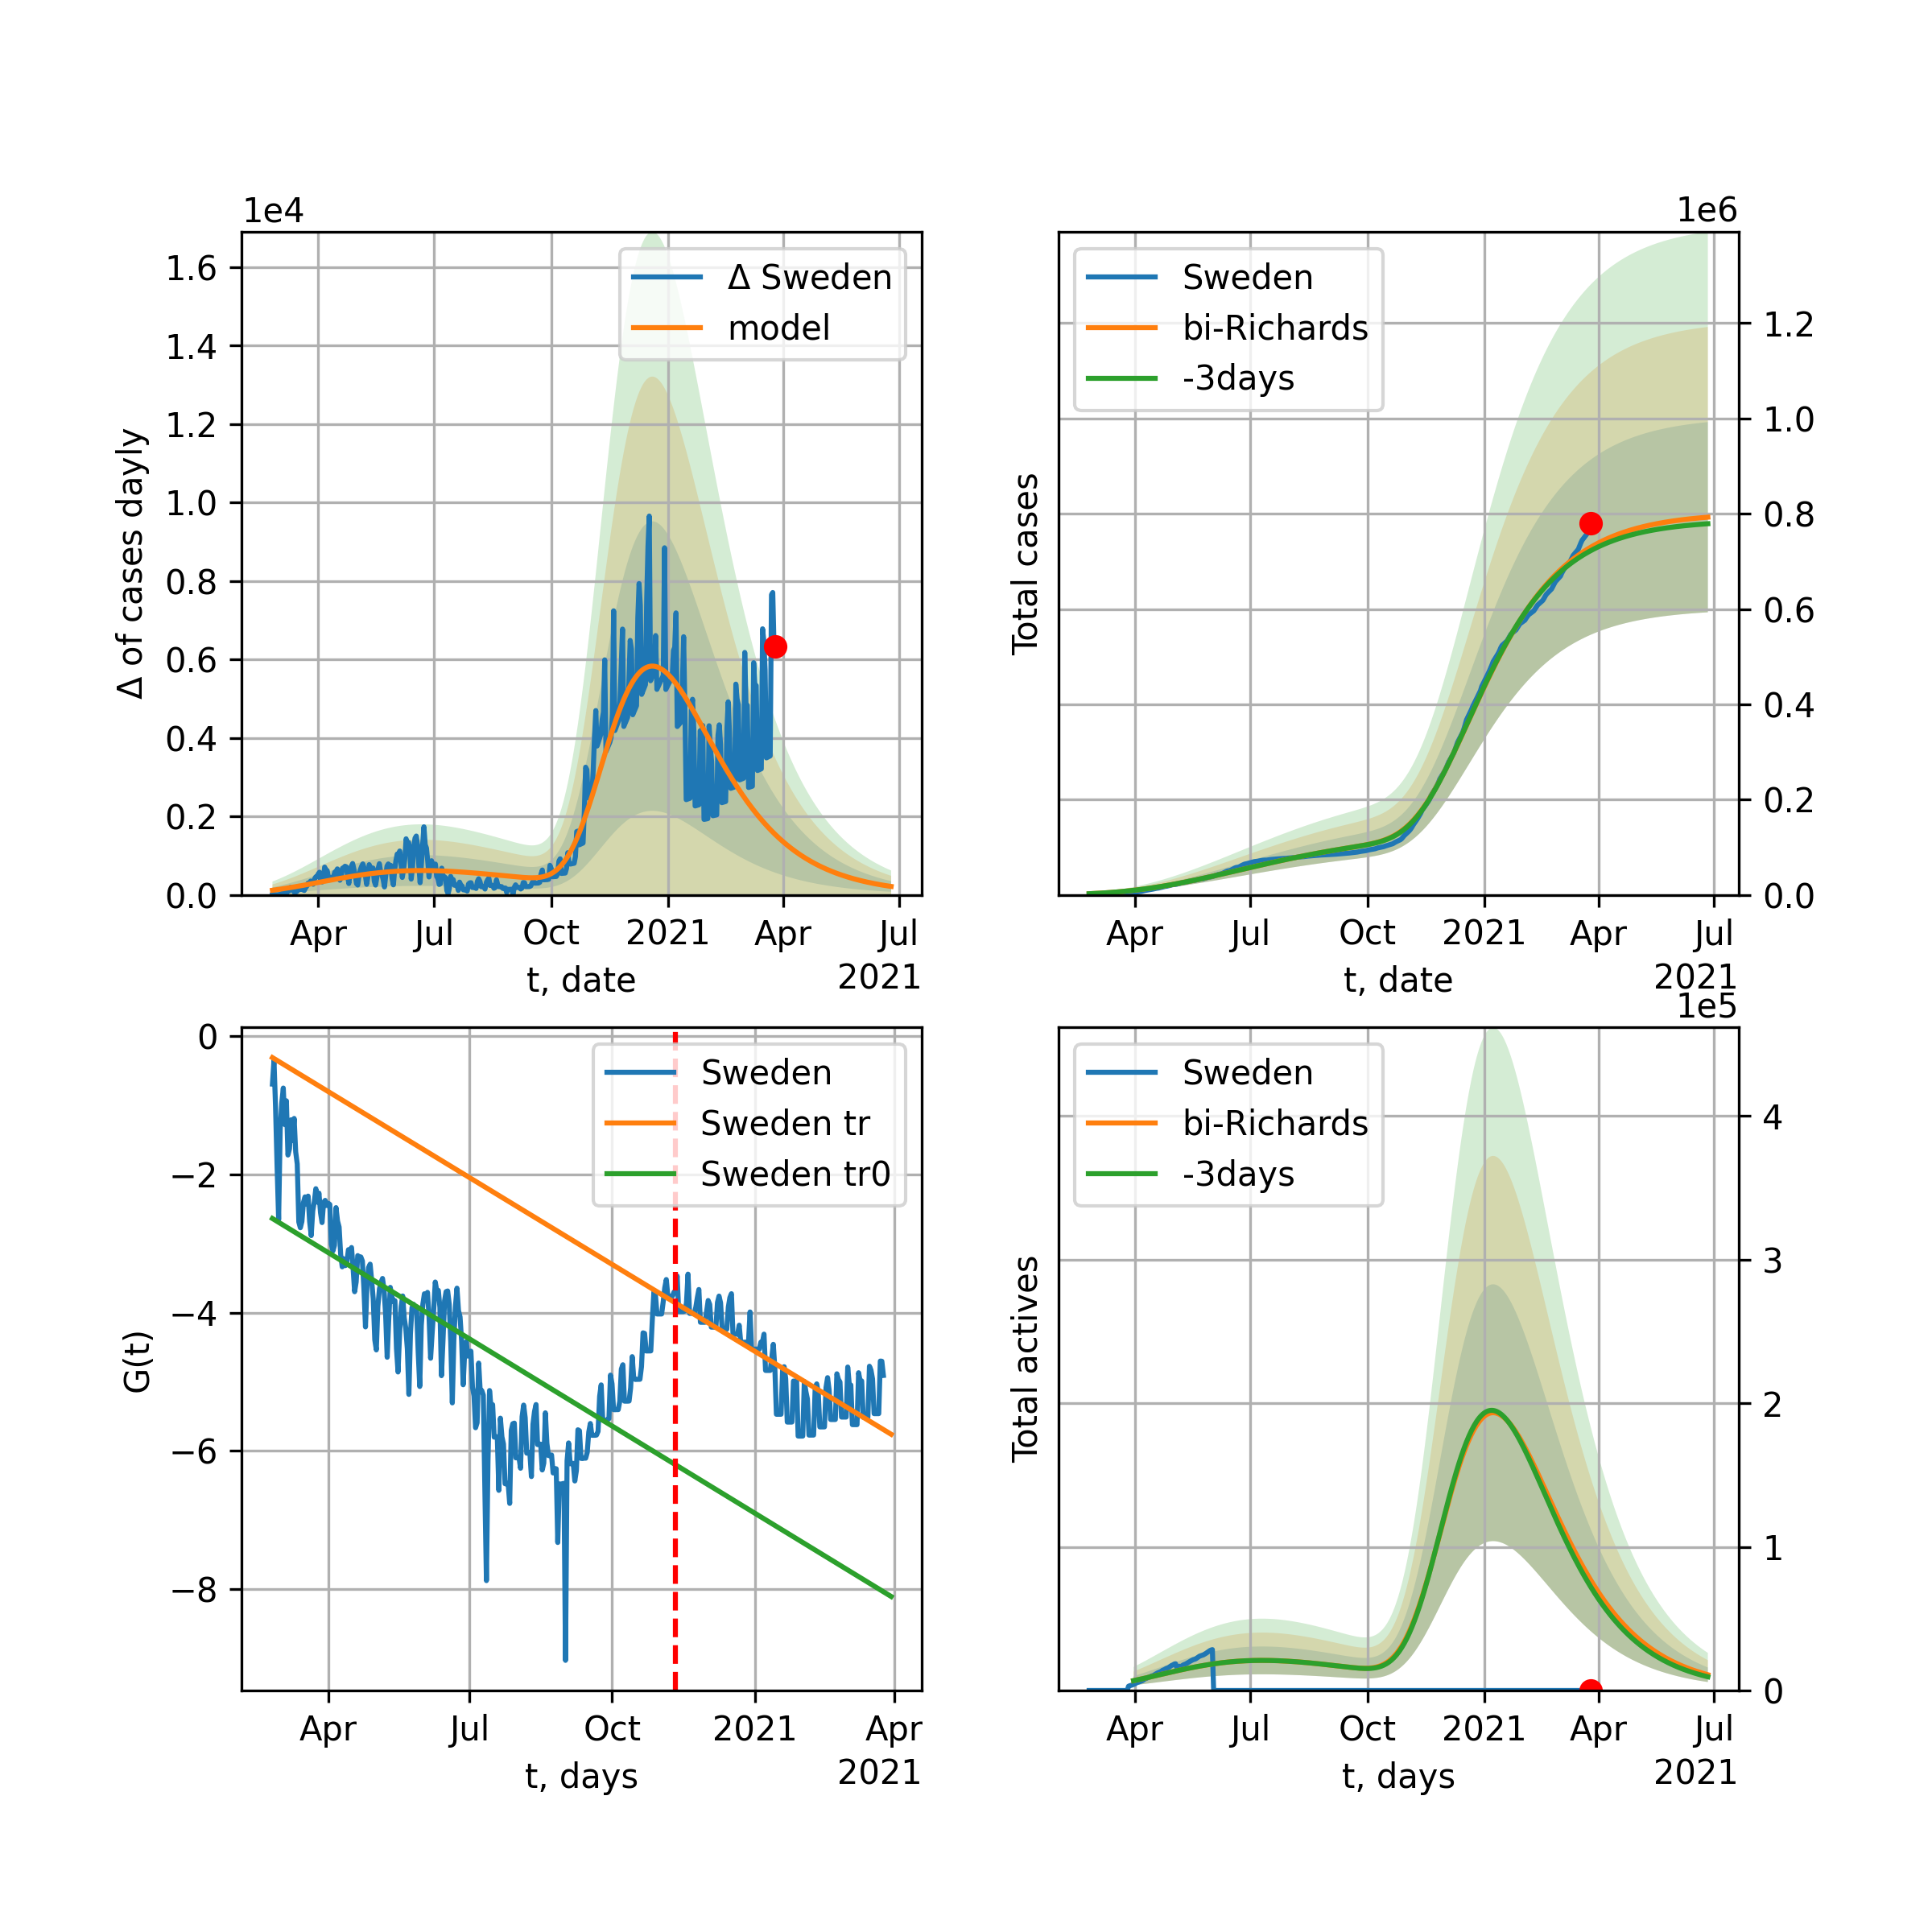 1e4
Δ of cases dayly
1.6
1.4
1.2
1.0
0.8
0.6
0.4
0.2
0.0
Δ Sweden
model
Apr Jul Oct 2021 Apr Jul
t, date
2021
1e6
Total cases
Sweden
bi-Richards
-3days
1.2
1.0
0.8
0.6
0.4
0.2
0.0
Apr Jul Oct 2021 Apr Jul
t, date
2021
G(t)
0
−2
−4
−6
−8
Sweden
Sweden tr
Sweden tr0
Apr Jul Oct 2021 Apr
t, days
2021
1e5
Total actives
Sweden
bi-Richards
-3days
4
3
2
1
0
Apr Jul Oct 2021 Apr Jul
t, days
2021